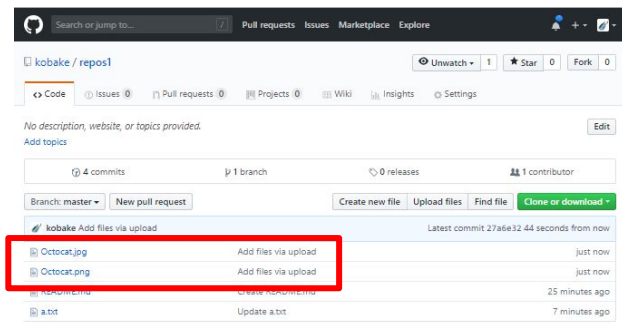 Search or jump to... / Pull requests Issues Marketplace Explore
kobake / repos1 Unwatch 1 Star 0 Fork 0
Code Issues 0 Pull requests 0 Projects 0 Wiki Insights Settings
No description, website, or topics provided. Edit
Add topics
4 commits 1 branch 0 releases 1 contributor
Branch: master New pull request Create new file Upload files Find file Clone or download
kobake Add files via upload Latest commit 27a6e32 44 seconds from now
Octocat.jpg Add files via upload just now
Octocat.png Add files via upload just now
README.md Create README.md 25 minutes ago
a.txt Update a.txt 7 minutes ago